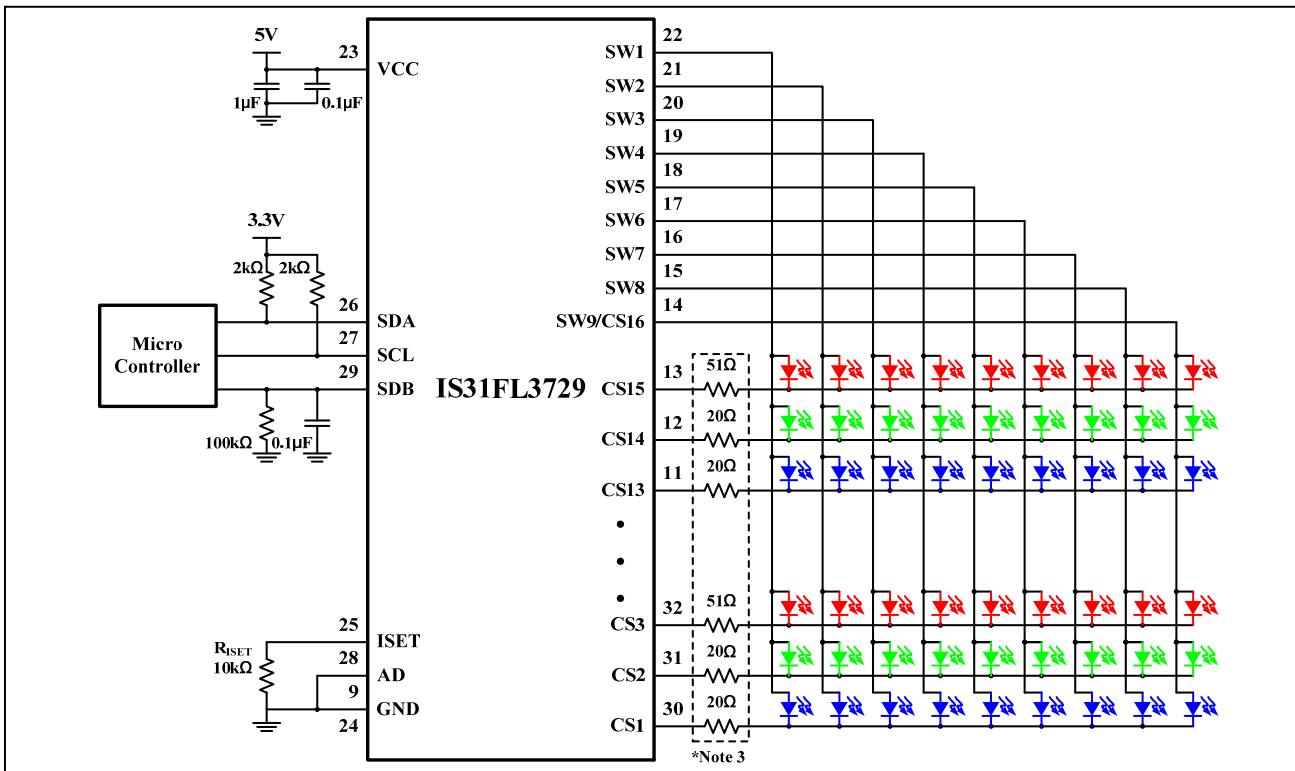 5V
23
VCC
1µF
0.1µF
3.3V
2kΩ
2kΩ
Micro
Controller
26
SDA
27
SCL
29
SDB
100kΩ
0.1µF
IS31FL3729
25
ISET
RISET
10kΩ
28
AD
9
GND
24
SW1
22
SW2
21
SW3
20
SW4
19
SW5
18
SW6
17
SW7
16
SW8
15
SW9/CS16
14
CS15
13
51Ω
CS14
12
20Ω
CS13
11
20Ω
CS3
32
51Ω
CS2
31
20Ω
CS1
30
20Ω
*Note 3